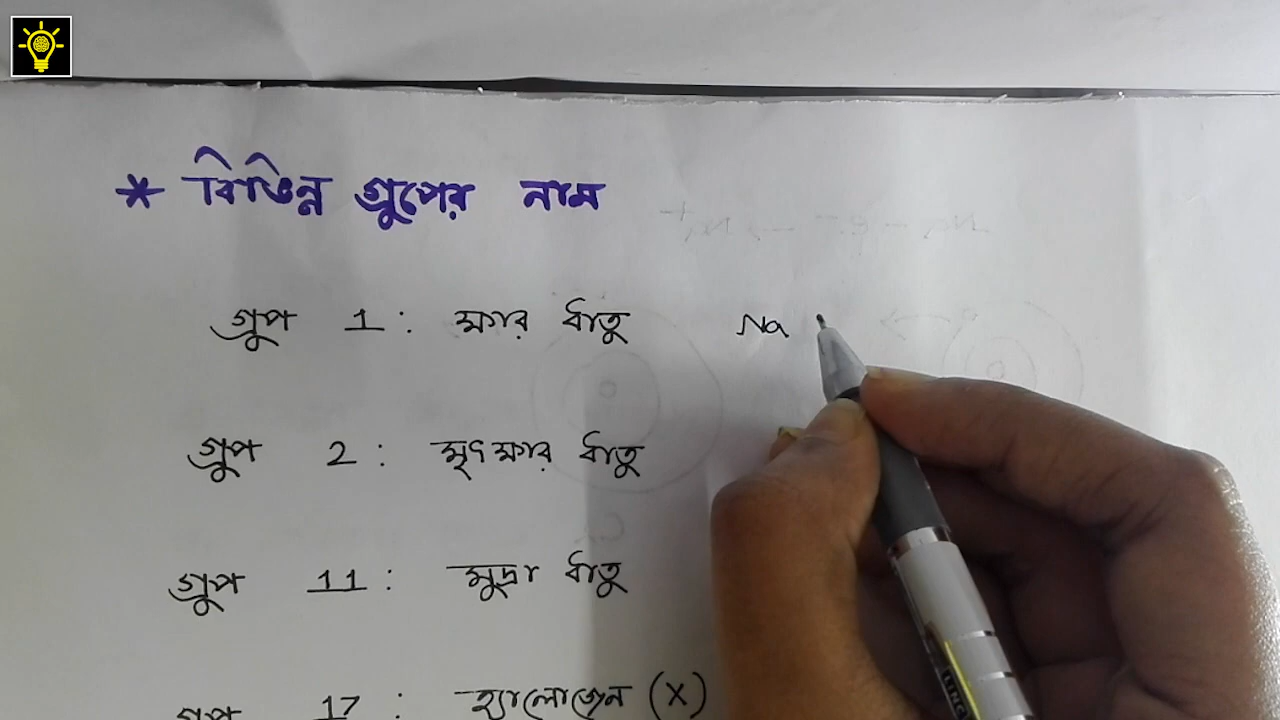 * বিভিন্ন গ্রুপের নাম
গ্রুপ 1 : ক্ষার ধাতু Na
গ্রুপ 2 : মৃৎক্ষার ধাতু
গ্রুপ 11 : মুদ্রা ধাতু
গ্রুপ 17 : হ্যালোজেন (X)